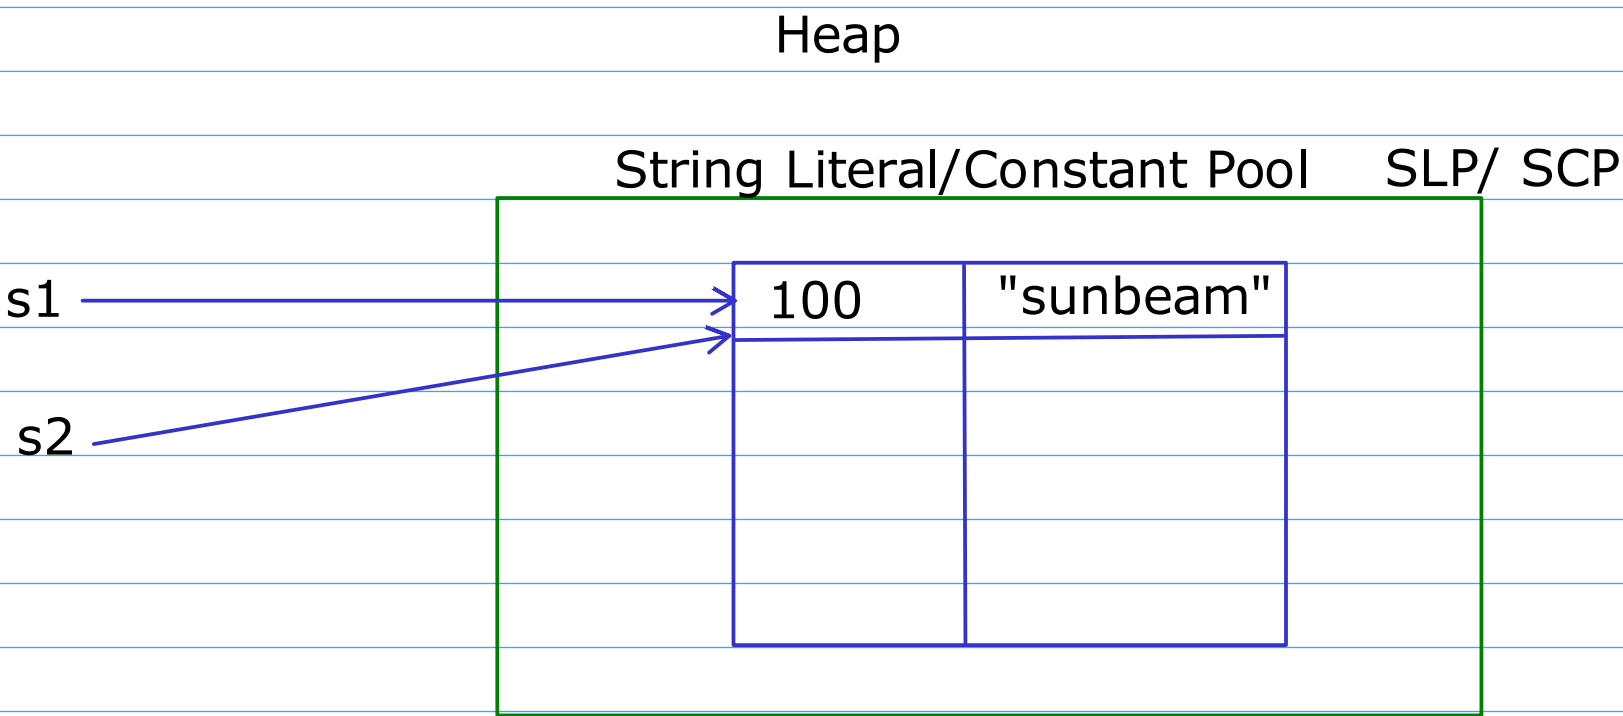 Heap
String Literal/Constant Pool SLP/ SCP
s1 100 "sunbeam"
s2